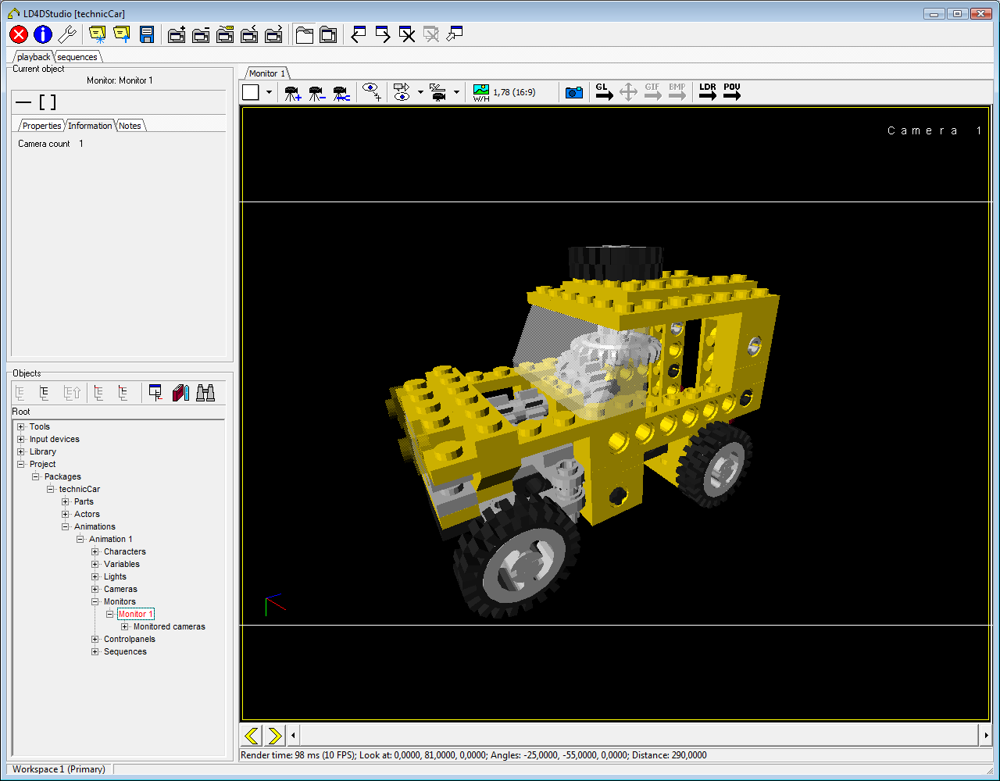 LD4DStudio [technicCar]
playback
sequences
Current object
Monitor: Monitor 1
Properties
Information
Notes
Camera count 1
Objects
Root
Tools
Input devices
Library
Project
Packages
technicCar
Parts
Actors
Animations
Animation 1
Characters
Variables
Lights
Cameras
Monitors
Monitor 1
Monitored cameras
Controlpanels
Sequences
Monitor 1
W/H
1,78 (16:9)
GL
GIF
BMP
LDR
POV
Camera 1
Render time: 98 ms (10 FPS); Look at: 0,0000, 81,0000, 0,0000; Angles: -25,0000, -55,0000, 0,0000; Distance: 290,0000
Workspace 1 (Primary)